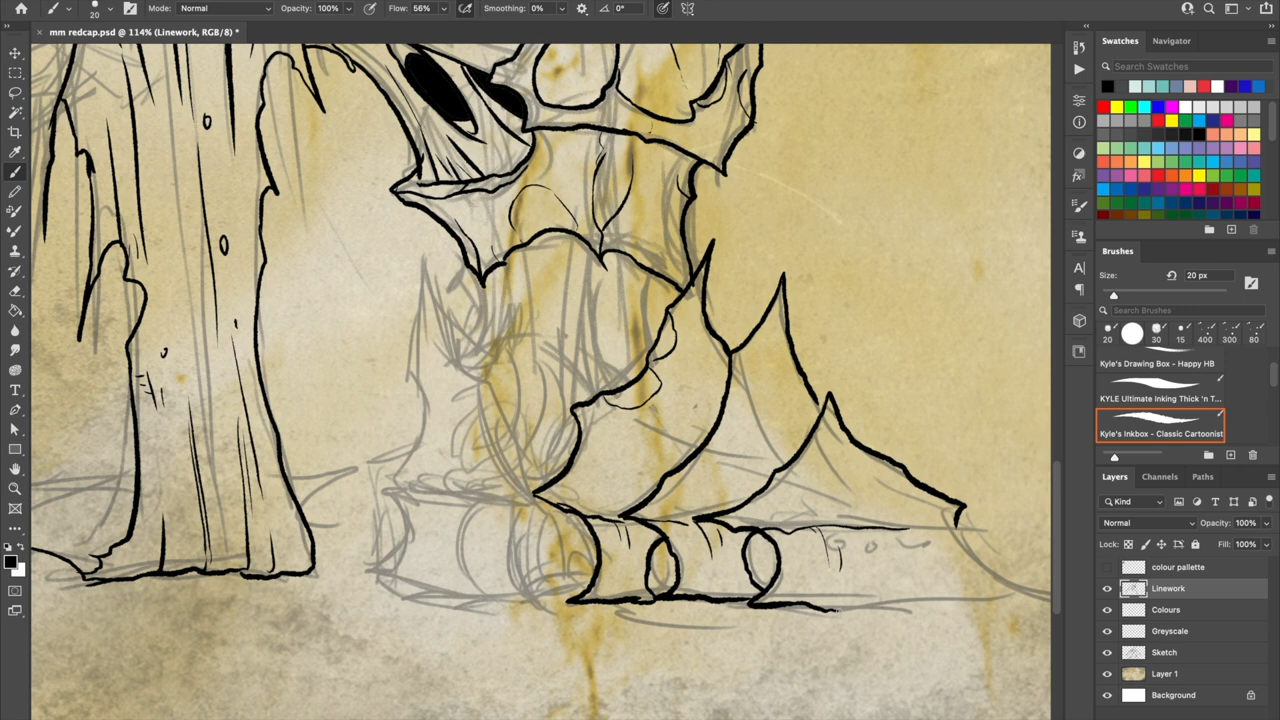 20 Mode: Normal Opacity: 100% Flow: 56% Smoothing: 0% 0°
mm redcap.psd @ 114% (Linework, RGB/8) *
Swatches Navigator
Search Swatches
Brushes
Size: 20 px
Search Brushes
20 30 15 400 300 80
Kyle's Drawing Box - Happy HB
KYLE Ultimate Inking Thick 'n T...
Kyle's Inkbox - Classic Cartoonist
Layers Channels Paths
Kind
Normal Opacity: 100%
Lock: Fill: 100%
colour pallette
Linework
Colours
Greyscale
Sketch
Layer 1
Background